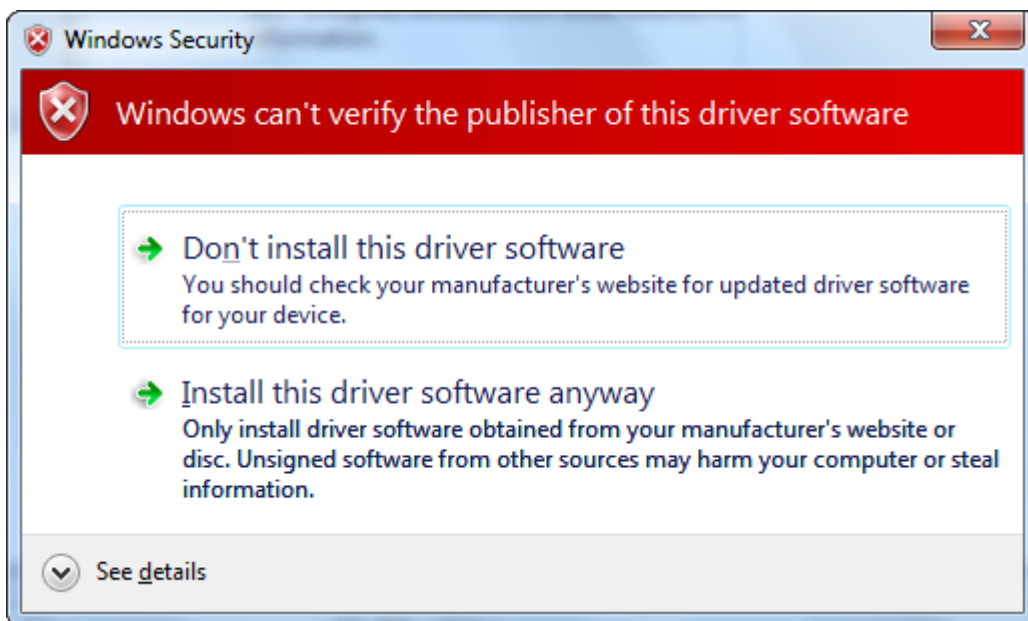 Windows Security
Windows can't verify the publisher of this driver software
Don't install this driver software
You should check your manufacturer's website for updated driver software
for your device.
Install this driver software anyway
Only install driver software obtained from your manufacturer's website or
disc. Unsigned software from other sources may harm your computer or steal
information.
See details